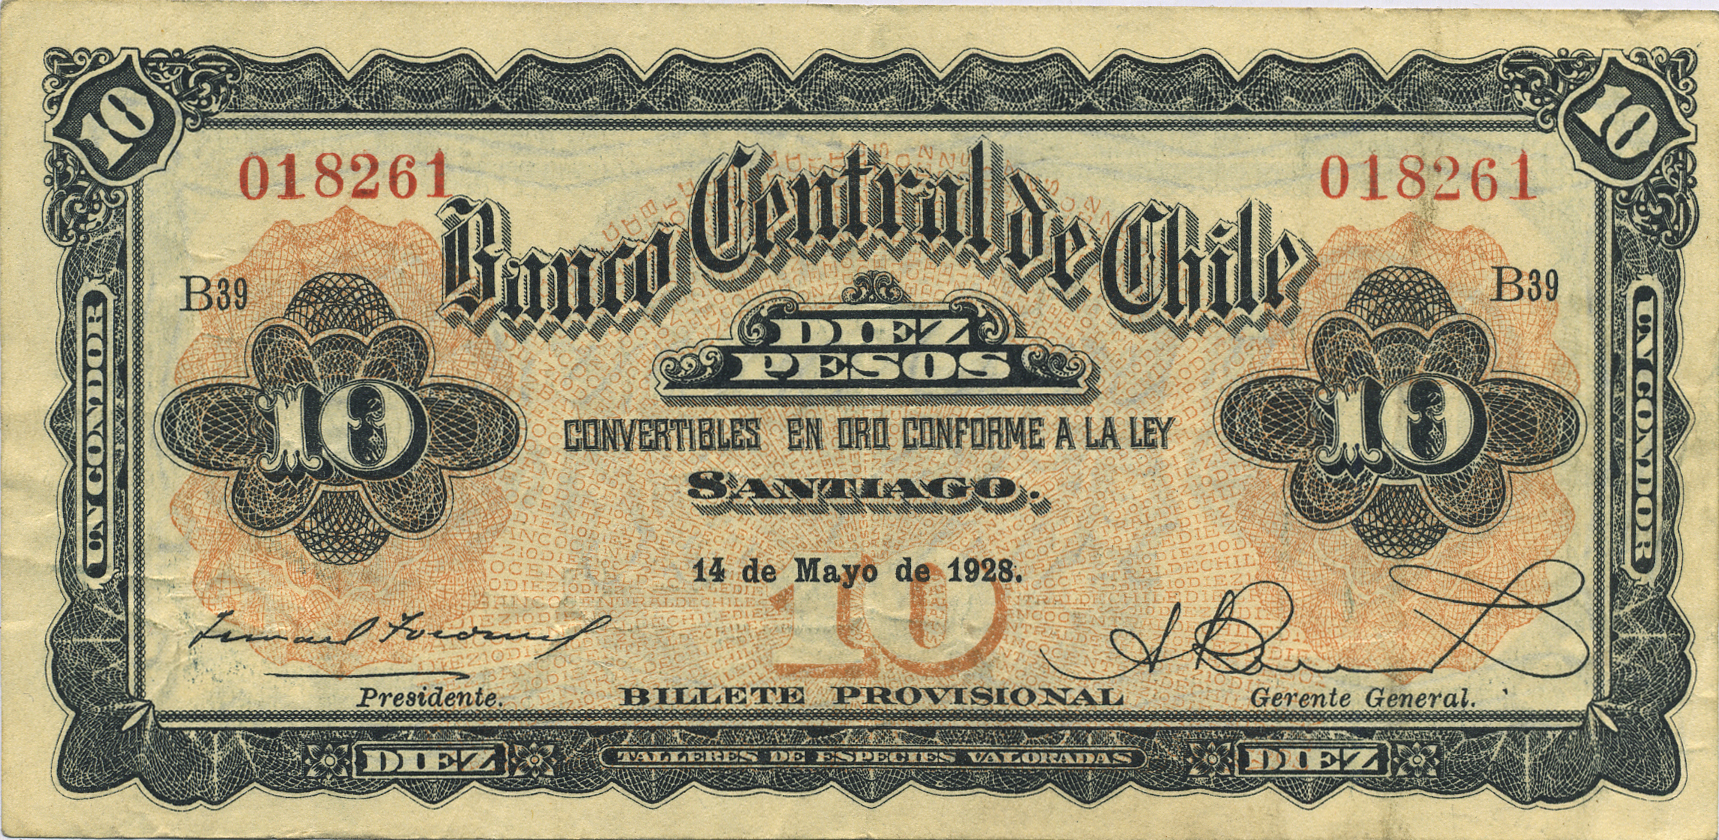 10 10
018261 018261
Banco Central de Chile
B39 B39
DIEZ
PESOS
UN CONDOR UN CONDOR
10 10
CONVERTIBLES EN ORO CONFORME A LA LEY
SANTIAGO.
14 de Mayo de 1928.
10
Presidente. BILLETE PROVISIONAL Gerente General.
DIEZ TALLERES DE ESPECIES VALORADAS DIEZ